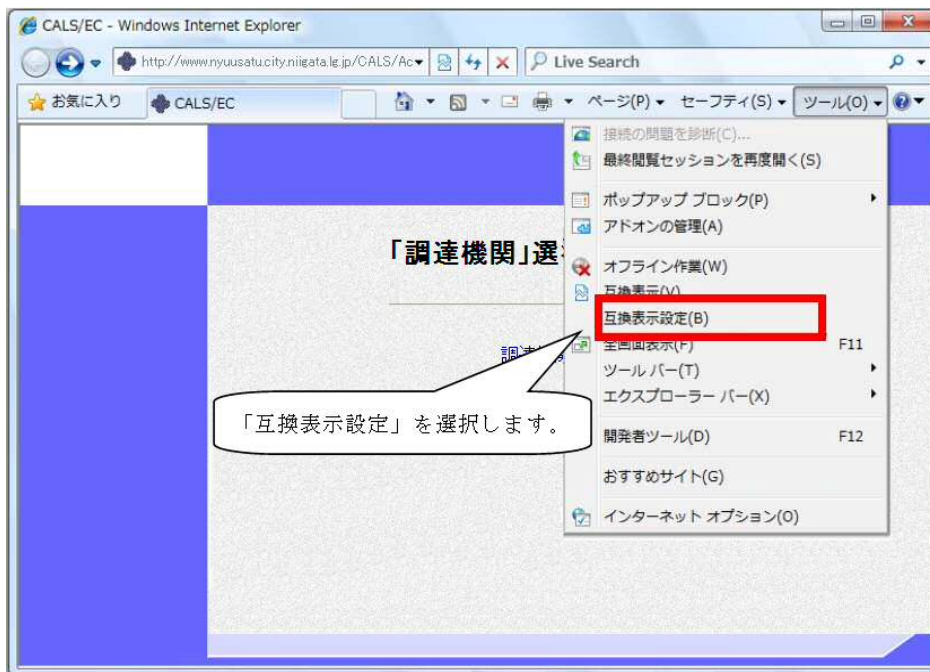 CALS/EC - Windows Internet Explorer
http://www.nyuusatu.city.niigata.lg.jp/CALS/Ac
Live Search
お気に入り
CALS/EC
ページ(P)
セーフティ(S)
ツール(O)
接続の問題を診断(C)...
最終閲覧セッションを再度開く(S)
ポップアップ ブロック(P)
アドオンの管理(A)
「調達機関」選
オフライン作業(W)
互換表示(V)
互換表示設定(B)
全画面表示(F) F11
調達
ツール バー(T)
エクスプローラー バー(X)
「互換表示設定」を選択します。
開発者ツール(D) F12
おすすめサイト(G)
インターネット オプション(O)